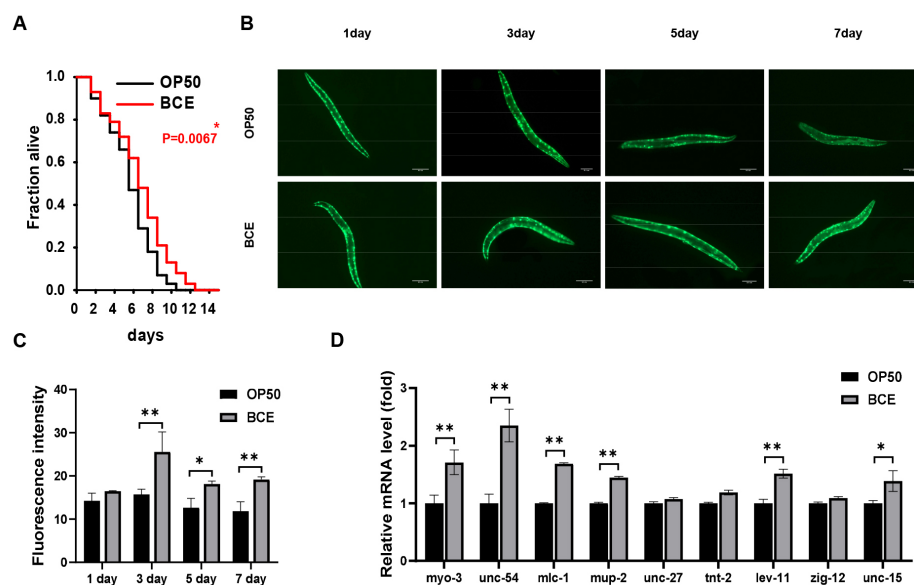 A
OP50
BCE
*
P=0.0067
Fraction alive
1.0
0.8
0.6
0.4
0.2
0.0
0 2 4 6 8 10 12 14
days
B
1day 3day 5day 7day
OP50
BCE
C
OP50
BCE
Fluorescence intensity
40
30
20
10
0
** * **
1 day 3 day 5 day 7 day
D
OP50
BCE
Relative mRNA level (fold)
3
2
1
0
** ** ** ** ** *
myo-3 unc-54 mlc-1 mup-2 unc-27 tnt-2 lev-11 zig-12 unc-15